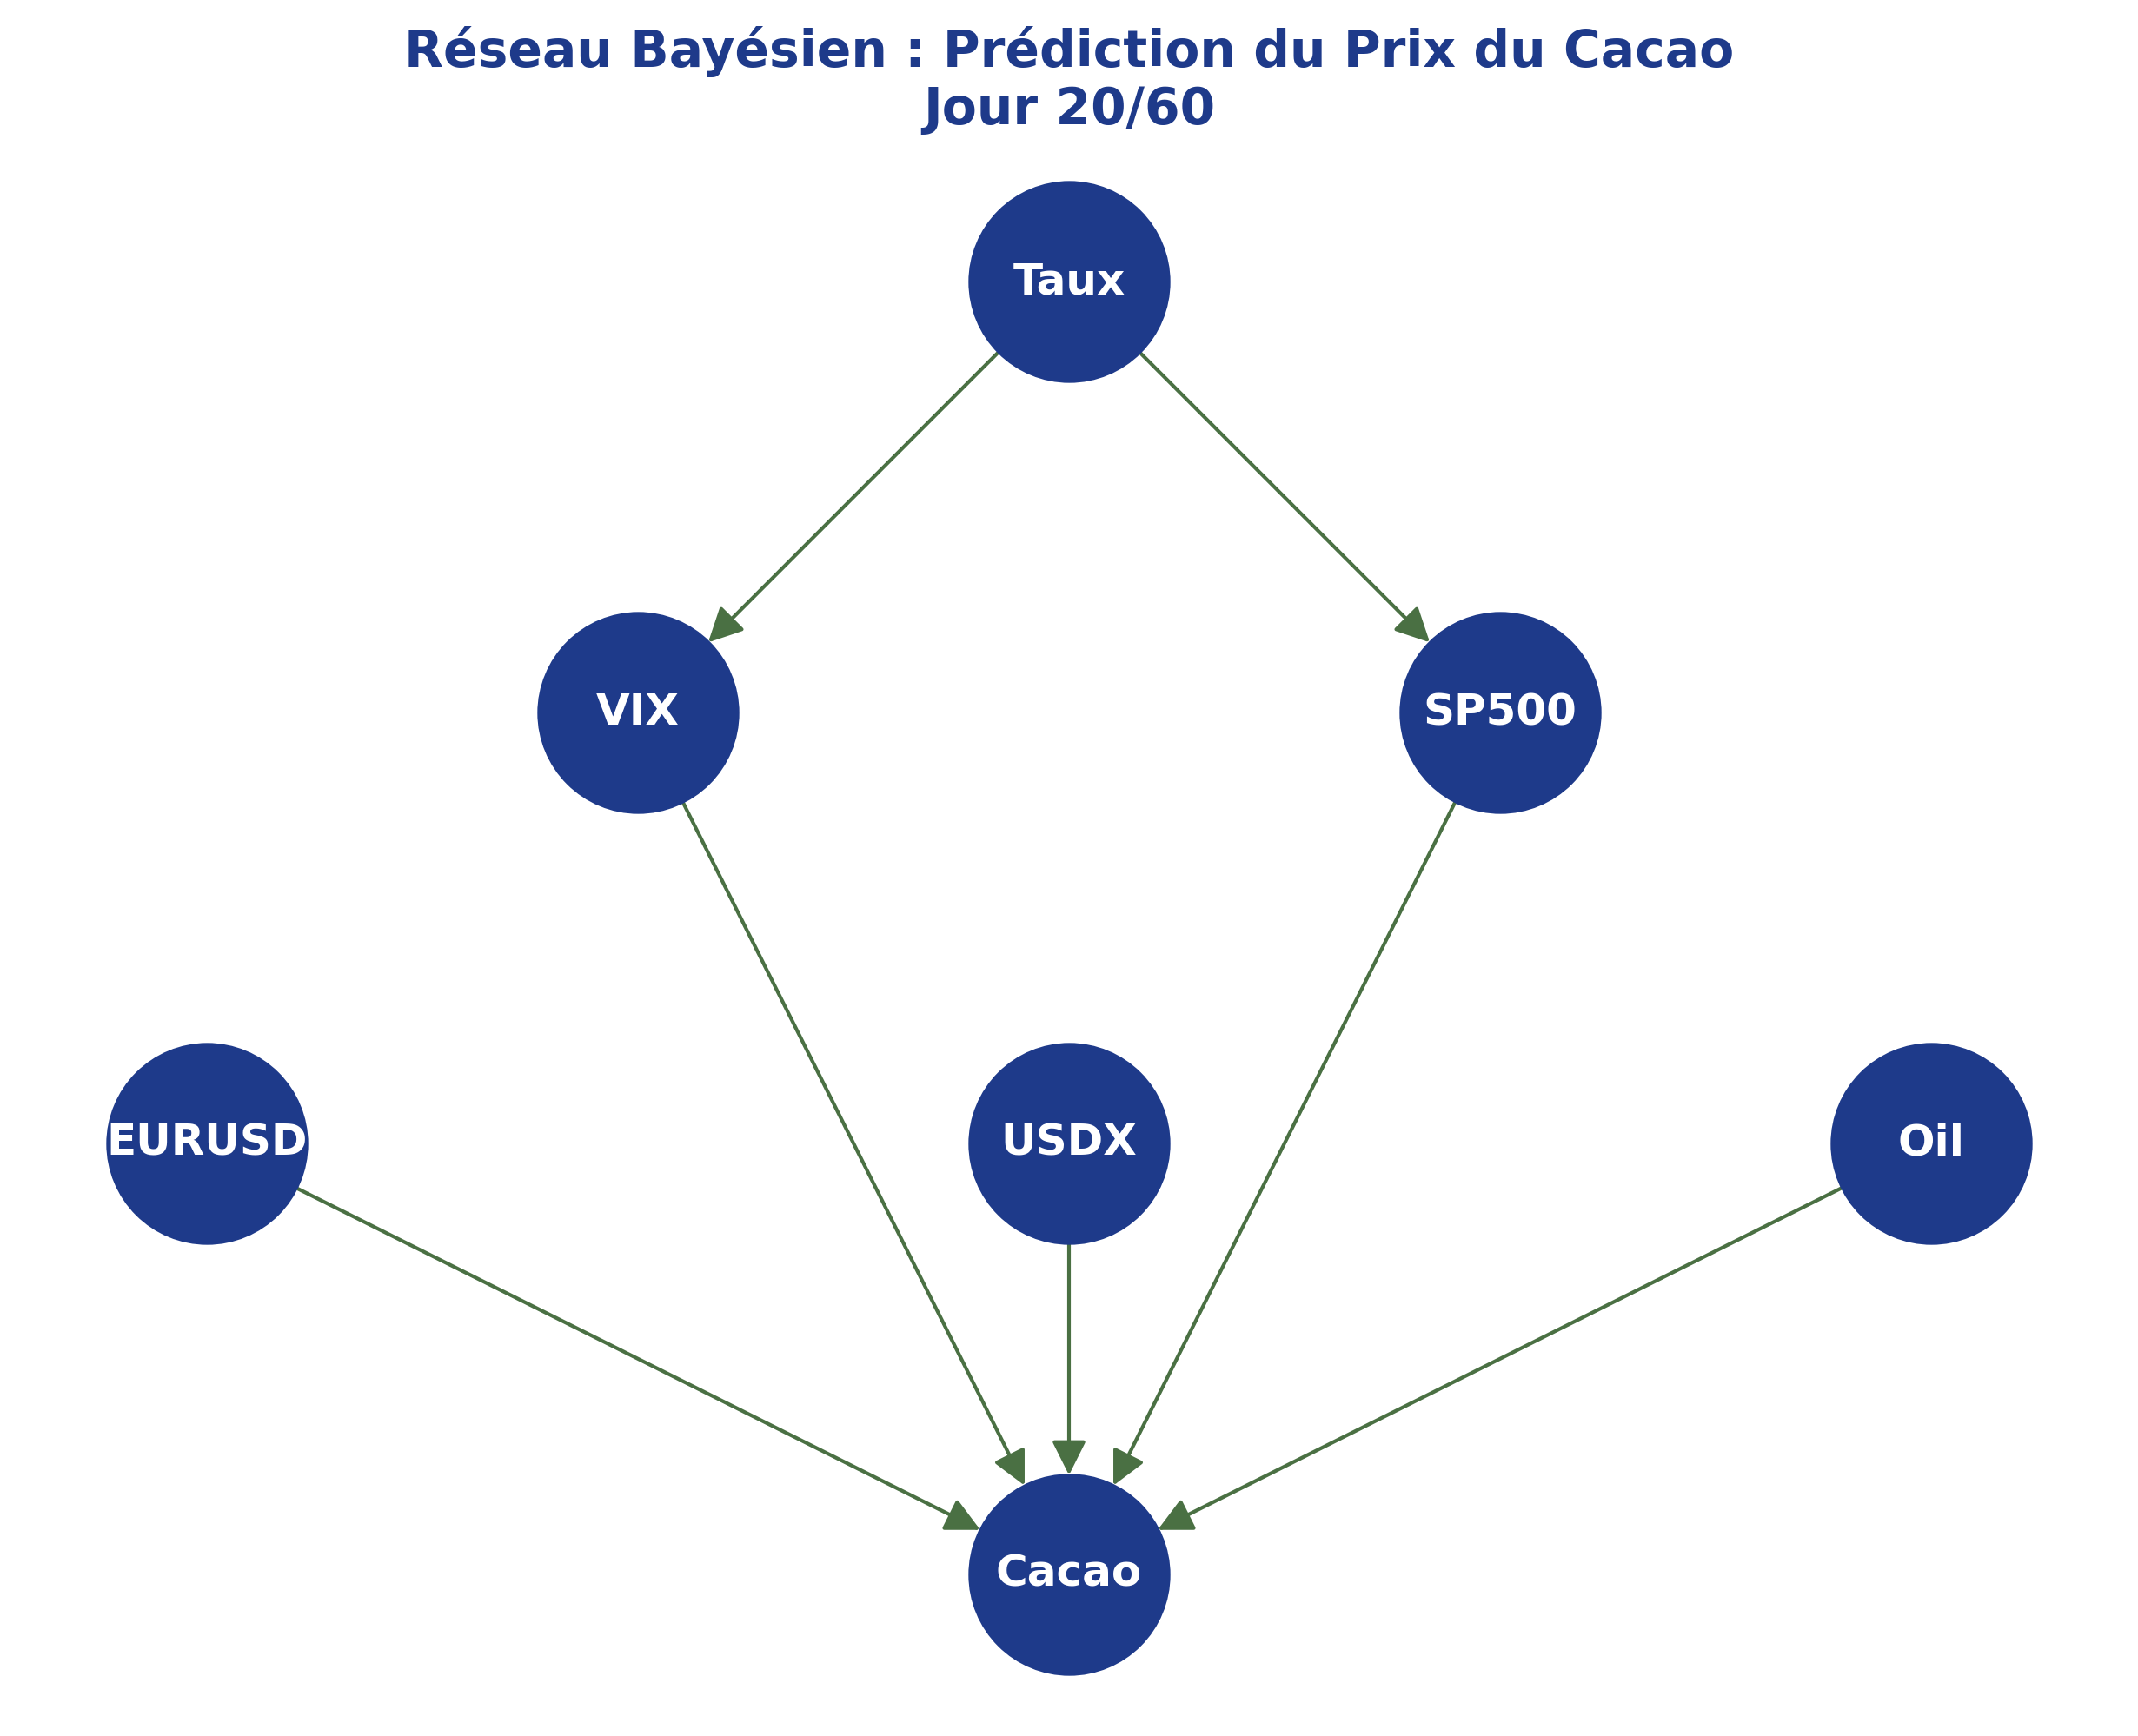 Réseau Bayésien : Prédiction du Prix du Cacao
Jour 20/60
Taux
VIX
SP500
EURUSD
USDX
Oil
Cacao